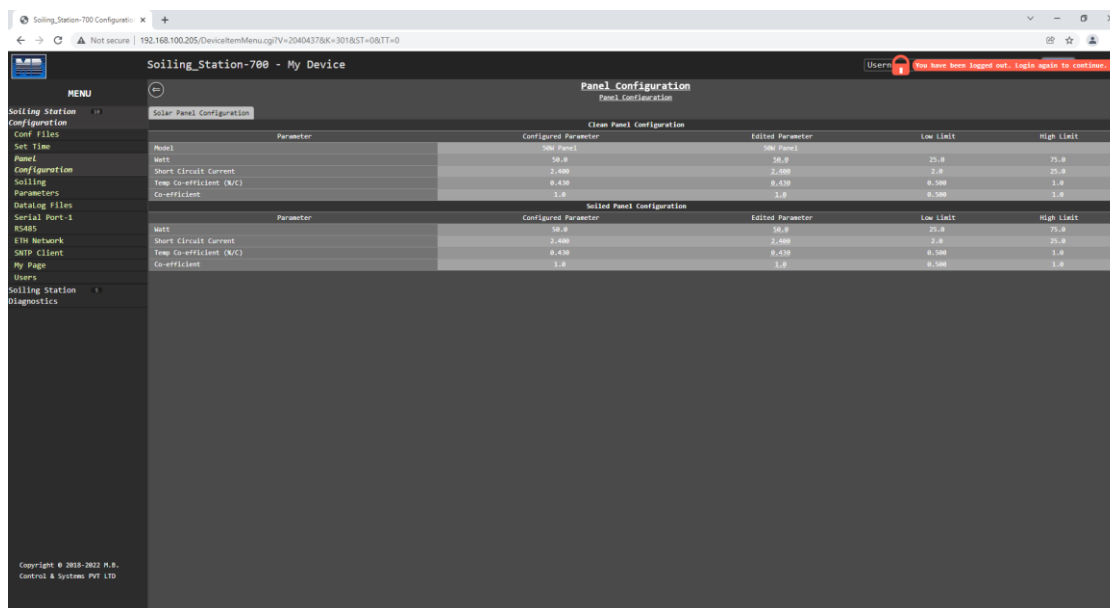 Soiling_Station-700 Configuratio
Not secure 192.168.100.205/DeviceItemMenu.cgi?V=2040437&K=301&ST=0&TT=0
MB
Soiling_Station-700 - My Device
Usern
You have been logged out. Login again to continue.
MENU
Soiling Station
Configuration
Conf Files
Set Time
Panel
Configuration
Soiling
Parameters
DataLog Files
Serial Port-1
RS485
ETH Network
SNTP Client
My Page
Users
Soiling Station
Diagnostics
Panel Configuration
Panel Configuration
Solar Panel Configuration
Clean Panel Configuration
Parameter Configured Parameter Edited Parameter Low Limit High Limit
Model 50W Panel 50W Panel
Watt 50.0 50.0 25.0 75.0
Short Circuit Current 2.400 2.400 2.0 25.0
Temp Co-efficient (%/C) 0.430 0.430 0.500 1.0
Co-efficient 1.0 1.0 0.500 1.0
Soiled Panel Configuration
Parameter Configured Parameter Edited Parameter Low Limit High Limit
Watt 50.0 50.0 25.0 75.0
Short Circuit Current 2.400 2.400 2.0 25.0
Temp Co-efficient (%/C) 0.430 0.430 0.500 1.0
Co-efficient 1.0 1.0 0.500 1.0
Copyright © 2018-2022 M.B.
Control & Systems PVT LTD